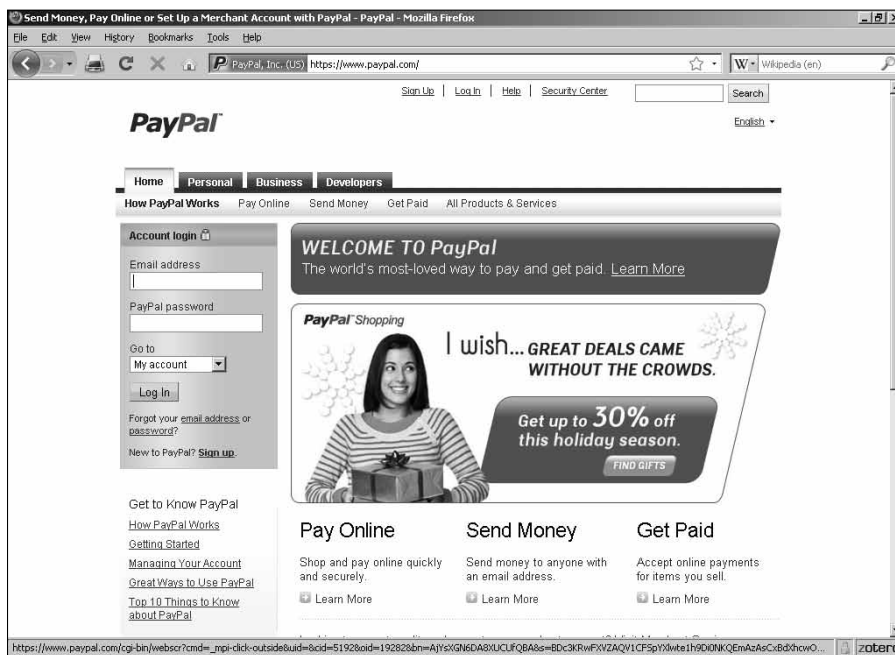 Send Money, Pay Online or Set Up a Merchant Account with PayPal - PayPal - Mozilla Firefox
File Edit View History Bookmarks Tools Help
PayPal, Inc. (US) https://www.paypal.com/ W Wikipedia (en)
Sign Up | Log In | Help | Security Center Search
PayPal
English
Home Personal Business Developers
How PayPal Works Pay Online Send Money Get Paid All Products & Services
Account login
Email address
PayPal password
Go to
My account
Log In
Forgot your email address or
password?
New to PayPal? Sign up.
WELCOME TO PayPal
The world's most-loved way to pay and get paid. Learn More
PayPal Shopping
I wish... GREAT DEALS CAME
WITHOUT THE CROWDS.
Get up to 30% off
this holiday season.
FIND GIFTS
Get to Know PayPal
How PayPal Works
Getting Started
Managing Your Account
Great Ways to Use PayPal
Top 10 Things to Know
about PayPal
Pay Online
Shop and pay online quickly
and securely.
Learn More
Send Money
Send money to anyone with
an email address.
Learn More
Get Paid
Accept online payments
for items you sell.
Learn More